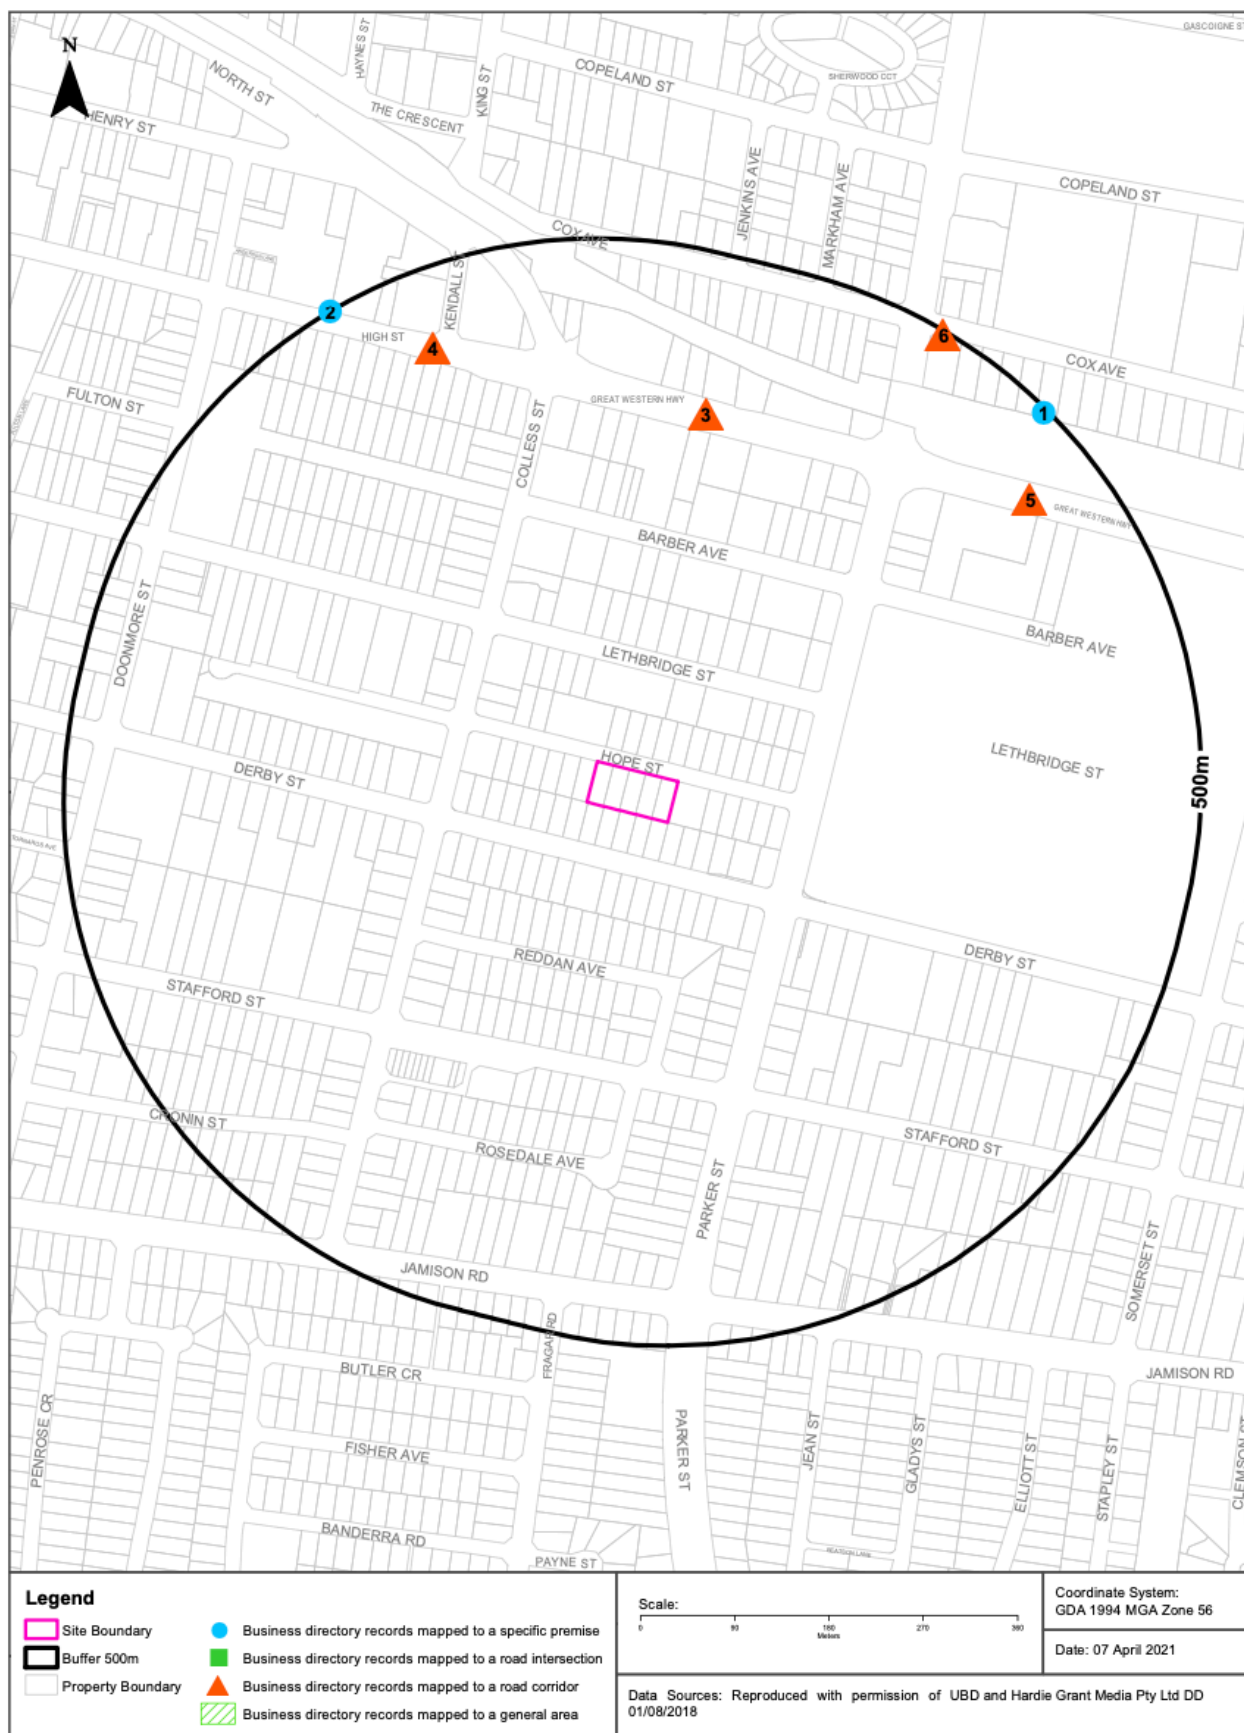 GASCOIGNE ST
N
HAYNES ST
NORTH ST
COPELAND ST
SHERWOOD CCT
KING ST
THE CRESCENT
HENRY ST
JENKINS AVE
MARKHAM AVE
COPELAND ST
COX AVE
KENDALL ST
2
HIGH ST
4
6
COX AVE
FULTON ST
GREAT WESTERN HWY
3
1
COLLESS ST
5
GREAT WESTERN HWY
BARBER AVE
DOONMORE ST
BARBER AVE
LETHBRIDGE ST
LETHBRIDGE ST
HOPE ST
DERBY ST
500m
REDDAN AVE
DERBY ST
STAFFORD ST
CRONIN ST
STAFFORD ST
ROSEDALE AVE
PARKER ST
SOMERSET ST
JAMISON RD
FRAGAR RD
BUTLER CR
JAMISON RD
PENROSE CR
PARKER ST
JEAN ST
GLADYS ST
ELLIOTT ST
STAPLEY ST
CLEMSON ST
FISHER AVE
BANDERRA RD
PAYNE ST
Legend
Site Boundary
Buffer 500m
Property Boundary
Business directory records mapped to a specific premise
Business directory records mapped to a road intersection
Business directory records mapped to a road corridor
Business directory records mapped to a general area
Scale:
0 90 180 270 360
Meters
Coordinate System:
GDA 1994 MGA Zone 56
Date: 07 April 2021
Data Sources: Reproduced with permission of UBD and Hardie Grant Media Pty Ltd DD
01/08/2018